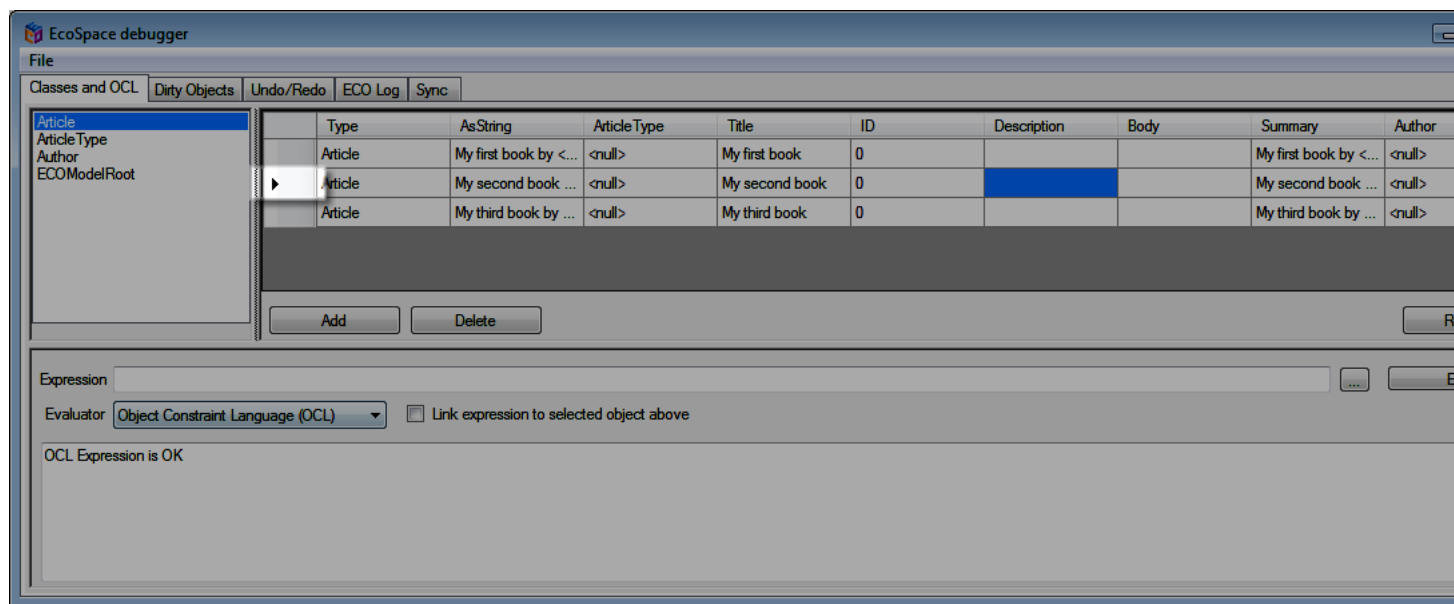 EcoSpace debugger
File
Classes and OCL Dirty Objects Undo/Redo ECO Log Sync
Article
ArticleType
Author
ECOModelRoot
Type AsString ArticleType Title ID Description Body Summary Author
Article My first book by <... <null> My first book 0 My first book by <... <null>
Article My second book ... <null> My second book 0 My second book ... <null>
Article My third book by ... <null> My third book 0 My third book by ... <null>
Add Delete R
Expression ... E
Evaluator Object Constraint Language (OCL) Link expression to selected object above
OCL Expression is OK